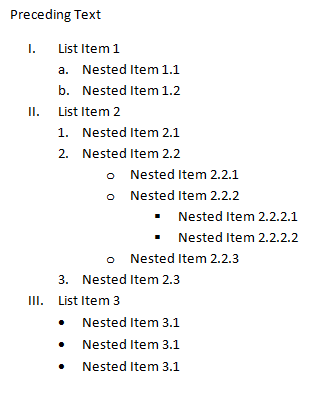 Preceding Text
I. List Item 1
a. Nested Item 1.1
b. Nested Item 1.2
II. List Item 2
1. Nested Item 2.1
2. Nested Item 2.2
o Nested Item 2.2.1
o Nested Item 2.2.2
▪ Nested Item 2.2.2.1
▪ Nested Item 2.2.2.2
o Nested Item 2.2.3
3. Nested Item 2.3
III. List Item 3
• Nested Item 3.1
• Nested Item 3.1
• Nested Item 3.1